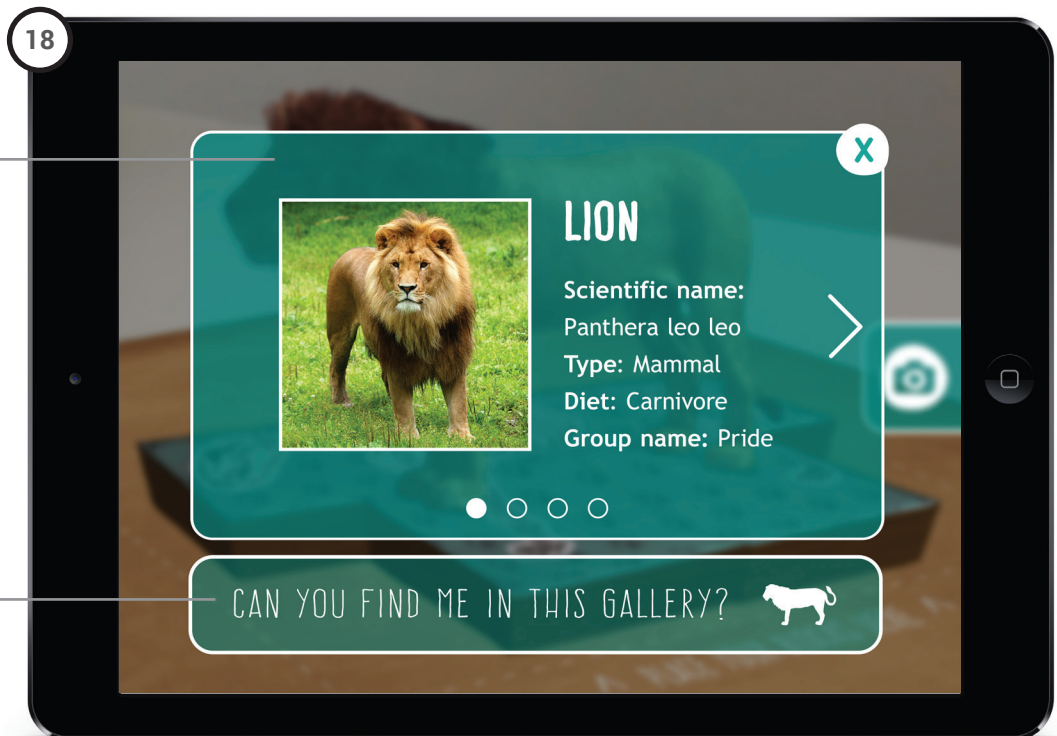 18
X
LION
Scientific name:
Panthera leo leo
Type: Mammal
Diet: Carnivore
Group name: Pride
CAN YOU FIND ME IN THIS GALLERY?